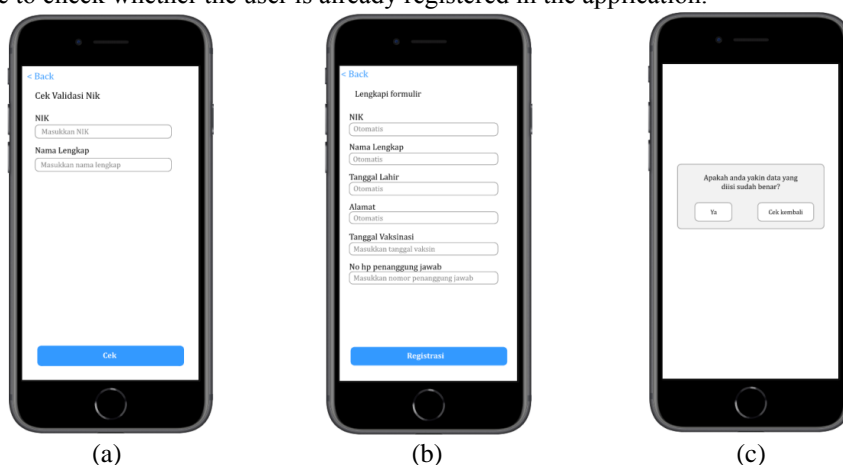 e to check whether the user is already registered in the application.
< Back
Cek Validasi Nik
NIK
Masukkan NIK
Nama Lengkap
Masukkan nama lengkap
Cek
(a)
< Back
Lengkapi formulir
NIK
Otomatis
Nama Lengkap
Otomatis
Tanggal Lahir
Otomatis
Alamat
Otomatis
Tanggal Vaksinasi
Masukkan tanggal vaksin
No hp penanggung jawab
Masukkan nomor penanggung jawab
Registrasi
(b)
Apakah anda yakin data yang
diisi sudah benar?
Ya
Cek kembali
(c)